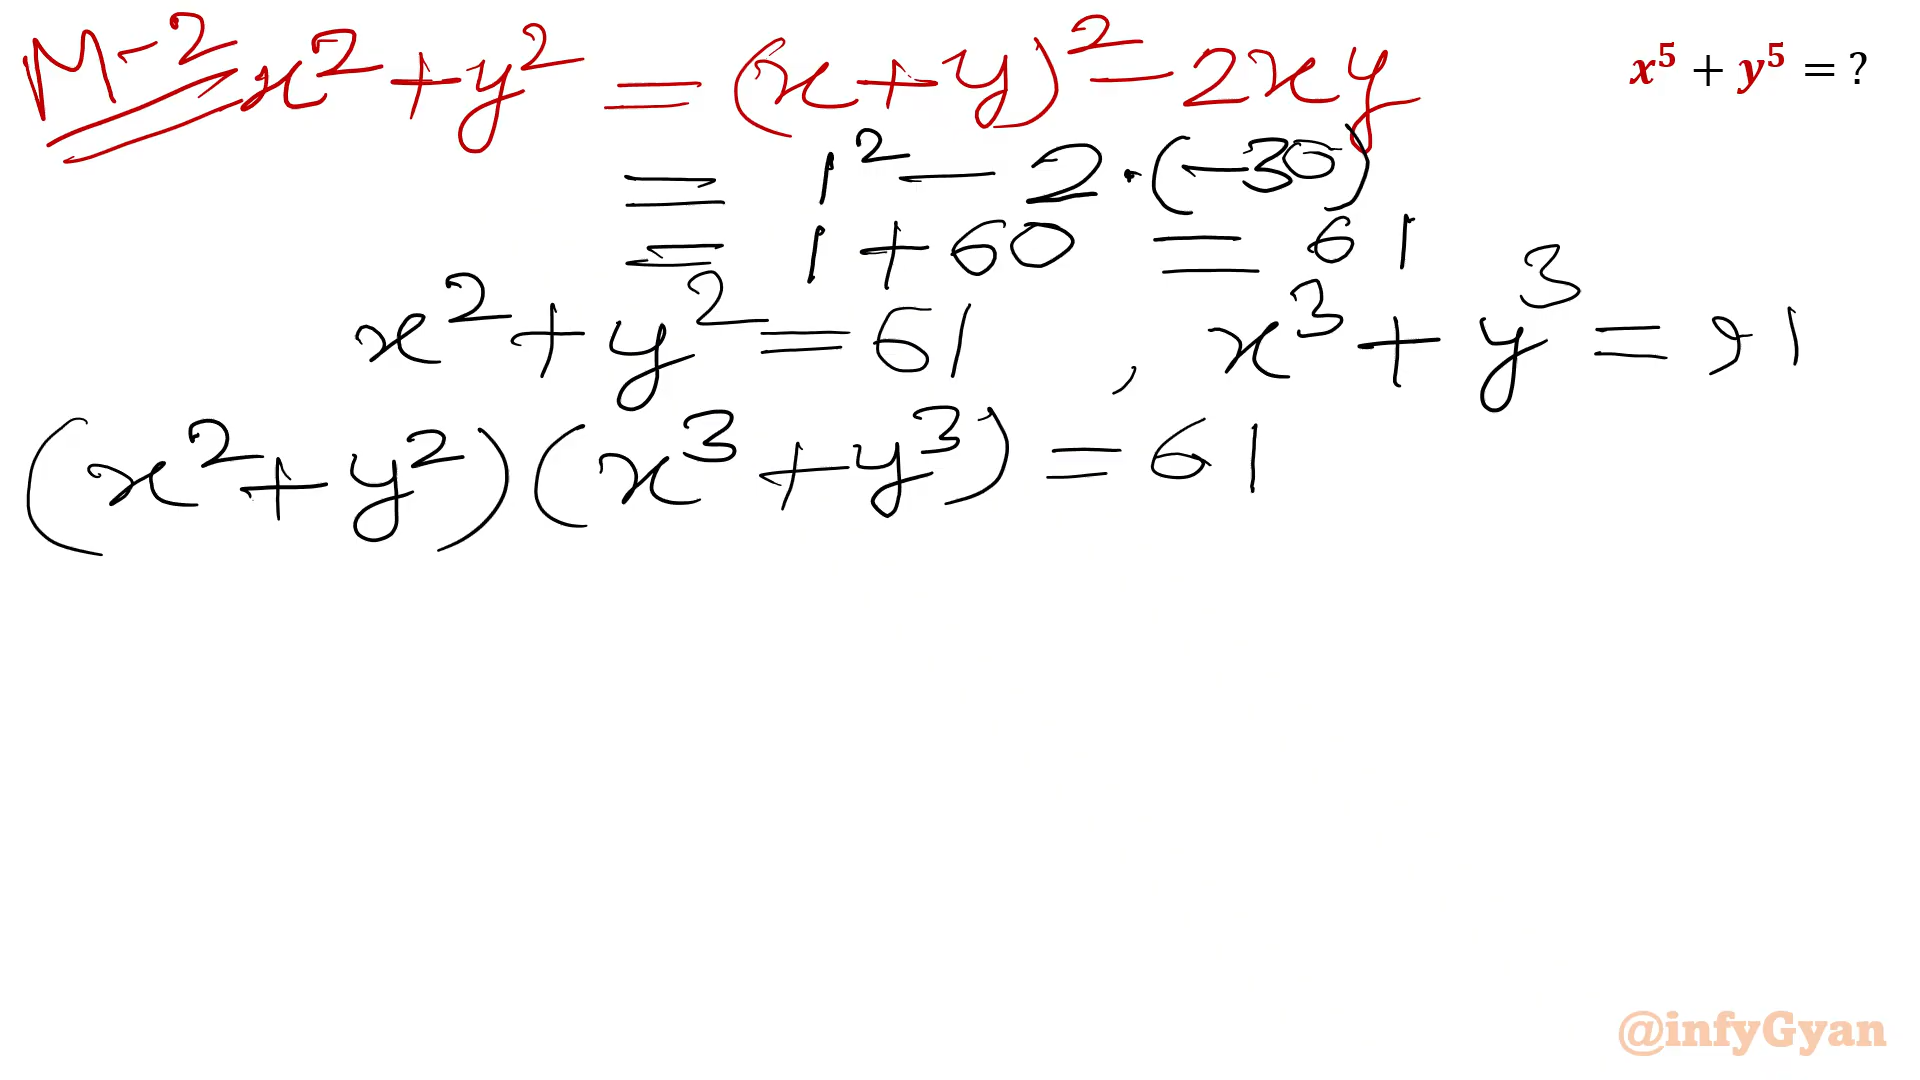 M-2 x² + y² = (x+y)² - 2xy
x⁵ + y⁵ = ?
= 1² - 2·(-30)
= 1 + 60 = 61
x² + y² = 61 , x³ + y³ = 91
(x² + y²)(x³ + y³) = 61
@infyGyan